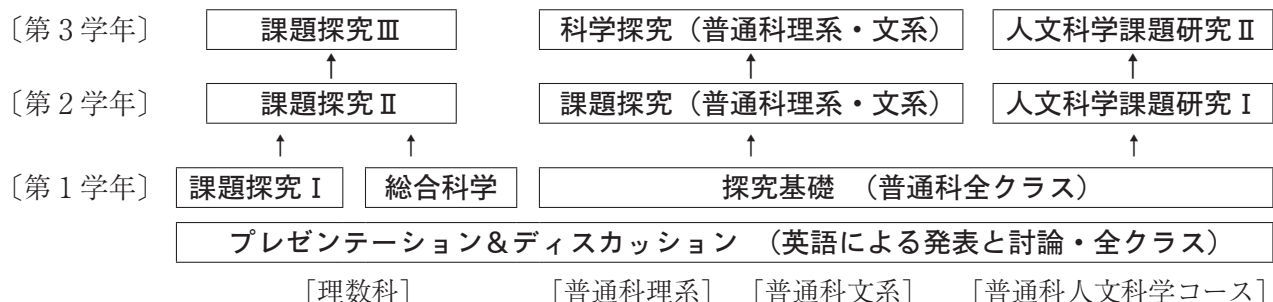 〔第3学年〕 課題探究Ⅲ 科学探究（普通科理系・文系） 人文科学課題研究Ⅱ
↑ ↑ ↑
〔第2学年〕 課題探究Ⅱ 課題探究（普通科理系・文系） 人文科学課題研究Ⅰ
↑ ↑ ↑ ↑
〔第1学年〕 課題探究Ⅰ 総合科学 探究基礎 （普通科全クラス）
プレゼンテーション＆ディスカッション （英語による発表と討論・全クラス）
［理数科］ ［普通科理系］ ［普通科文系］ ［普通科人文科学コース］